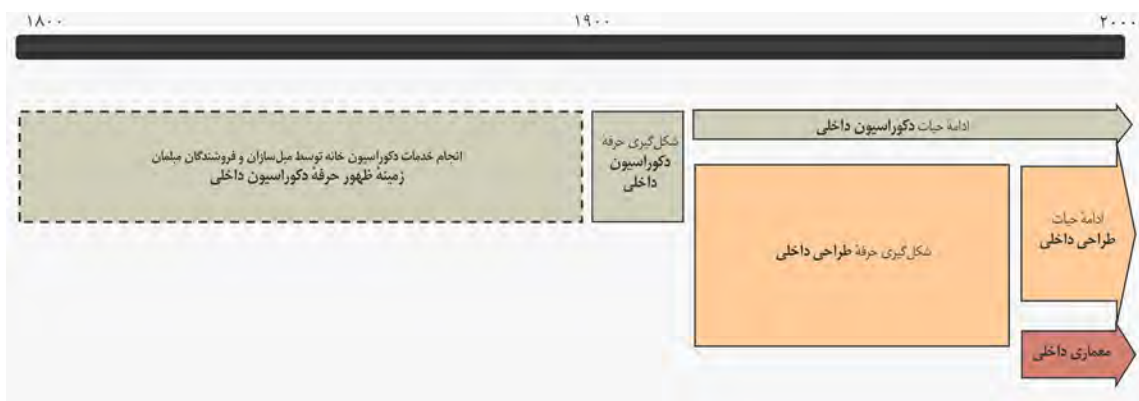 ۱۸۰۰ ۱۹۰۰ ۲۰۰۰
ادامهٔ حیات دکوراسیون داخلی
شکل‌گیری حرفهٔ
دکوراسیون
داخلی
انجام خدمات دکوراسیون خانه توسط مبل‌سازان و فروشندگان مبلمان
زمینهٔ ظهور حرفهٔ دکوراسیون داخلی
ادامهٔ حیات
طراحی داخلی
شکل‌گیری حرفهٔ طراحی داخلی
معماری داخلی